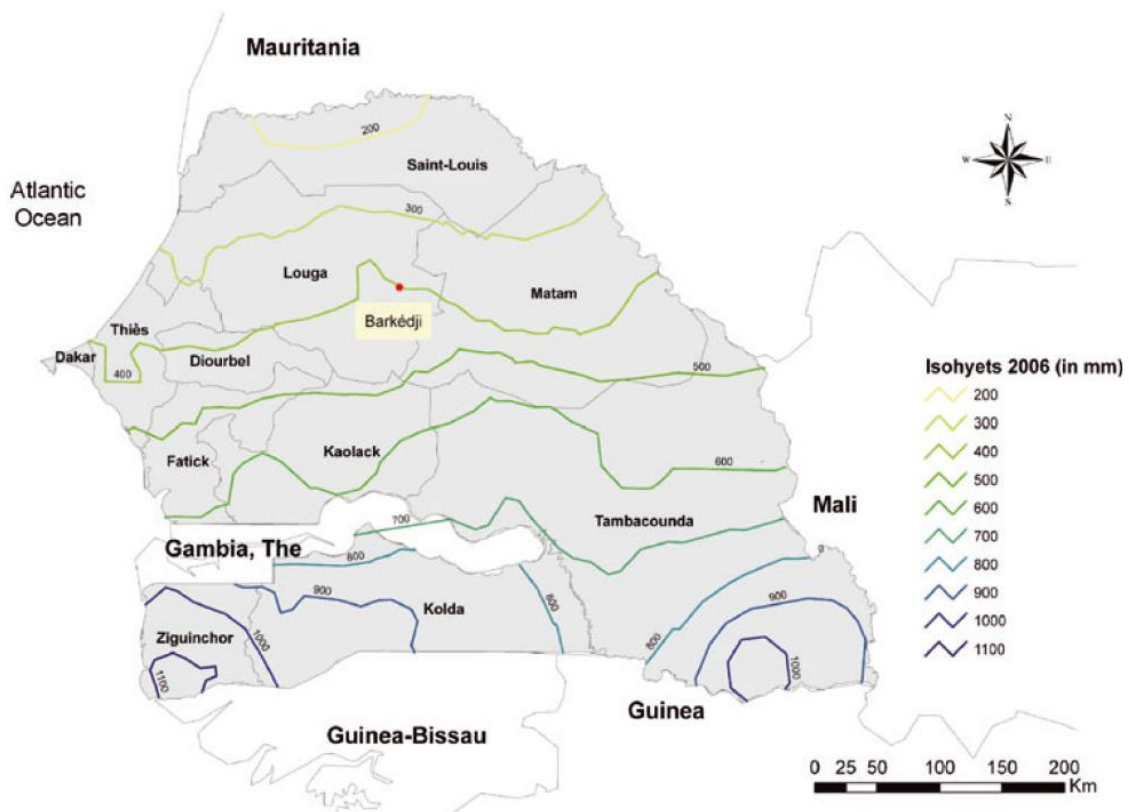 Mauritania
N
W
E
S
200
Saint-Louis
Atlantic
Ocean
300
Louga
Matam
Barkédji
Thiès
Dakar
Diourbel
400
500
Isohyets 2006 (in mm)
200
300
400
500
600
700
800
900
1000
1100
Kaolack
Fatick
600
Mali
700
Tambacounda
Gambia, The
800
900
Kolda
800
900
Ziguinchor
1000
800
1100
1000
Guinea
Guinea-Bissau
0 25 50 100 150 200
Km